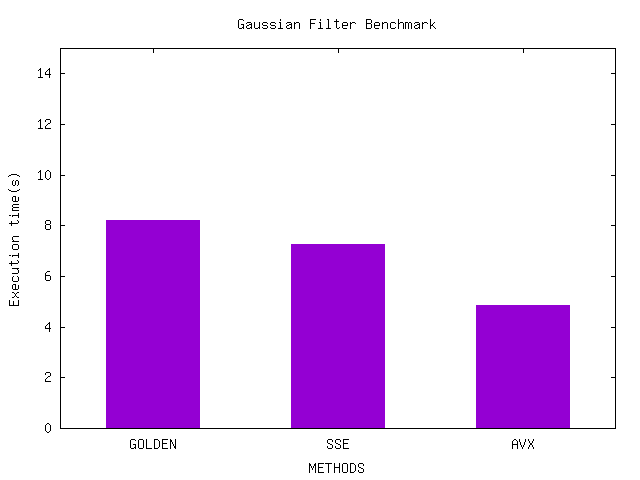 Gaussian Filter Benchmark
14
12
10
8
6
4
2
0
Execution time(s)
GOLDEN SSE AVX
METHODS